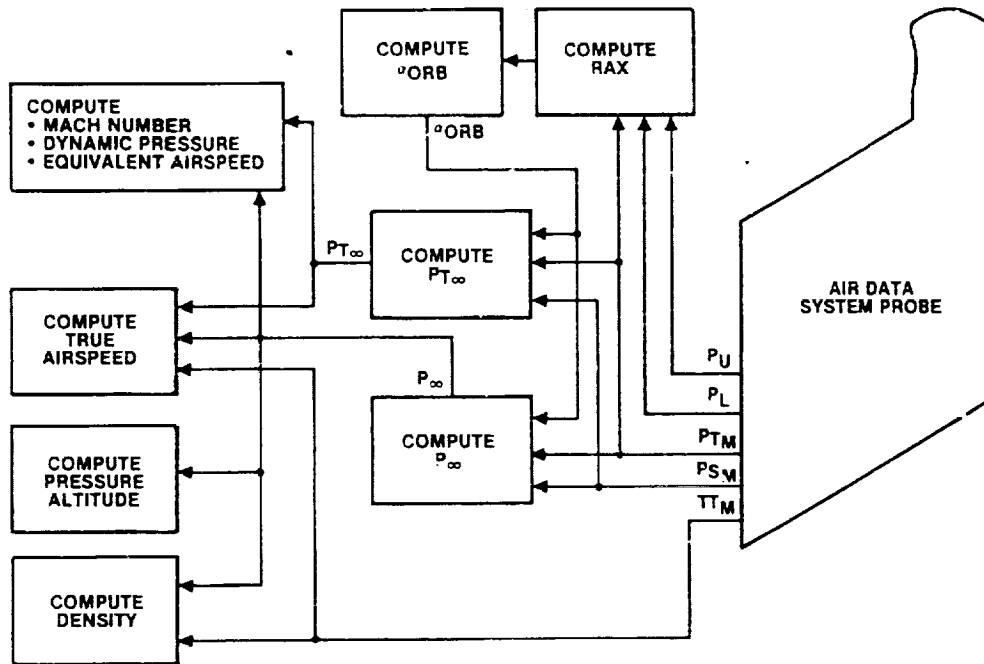 COMPUTE
αORB
COMPUTE
RAX
COMPUTE
• MACH NUMBER
• DYNAMIC PRESSURE
• EQUIVALENT AIRSPEED
αORB
PT∞
COMPUTE
PT∞
AIR DATA
SYSTEM PROBE
COMPUTE
TRUE
AIRSPEED
P∞
PU
PL
COMPUTE
P∞
PTM
PSM
TTM
COMPUTE
PRESSURE
ALTITUDE
COMPUTE
DENSITY